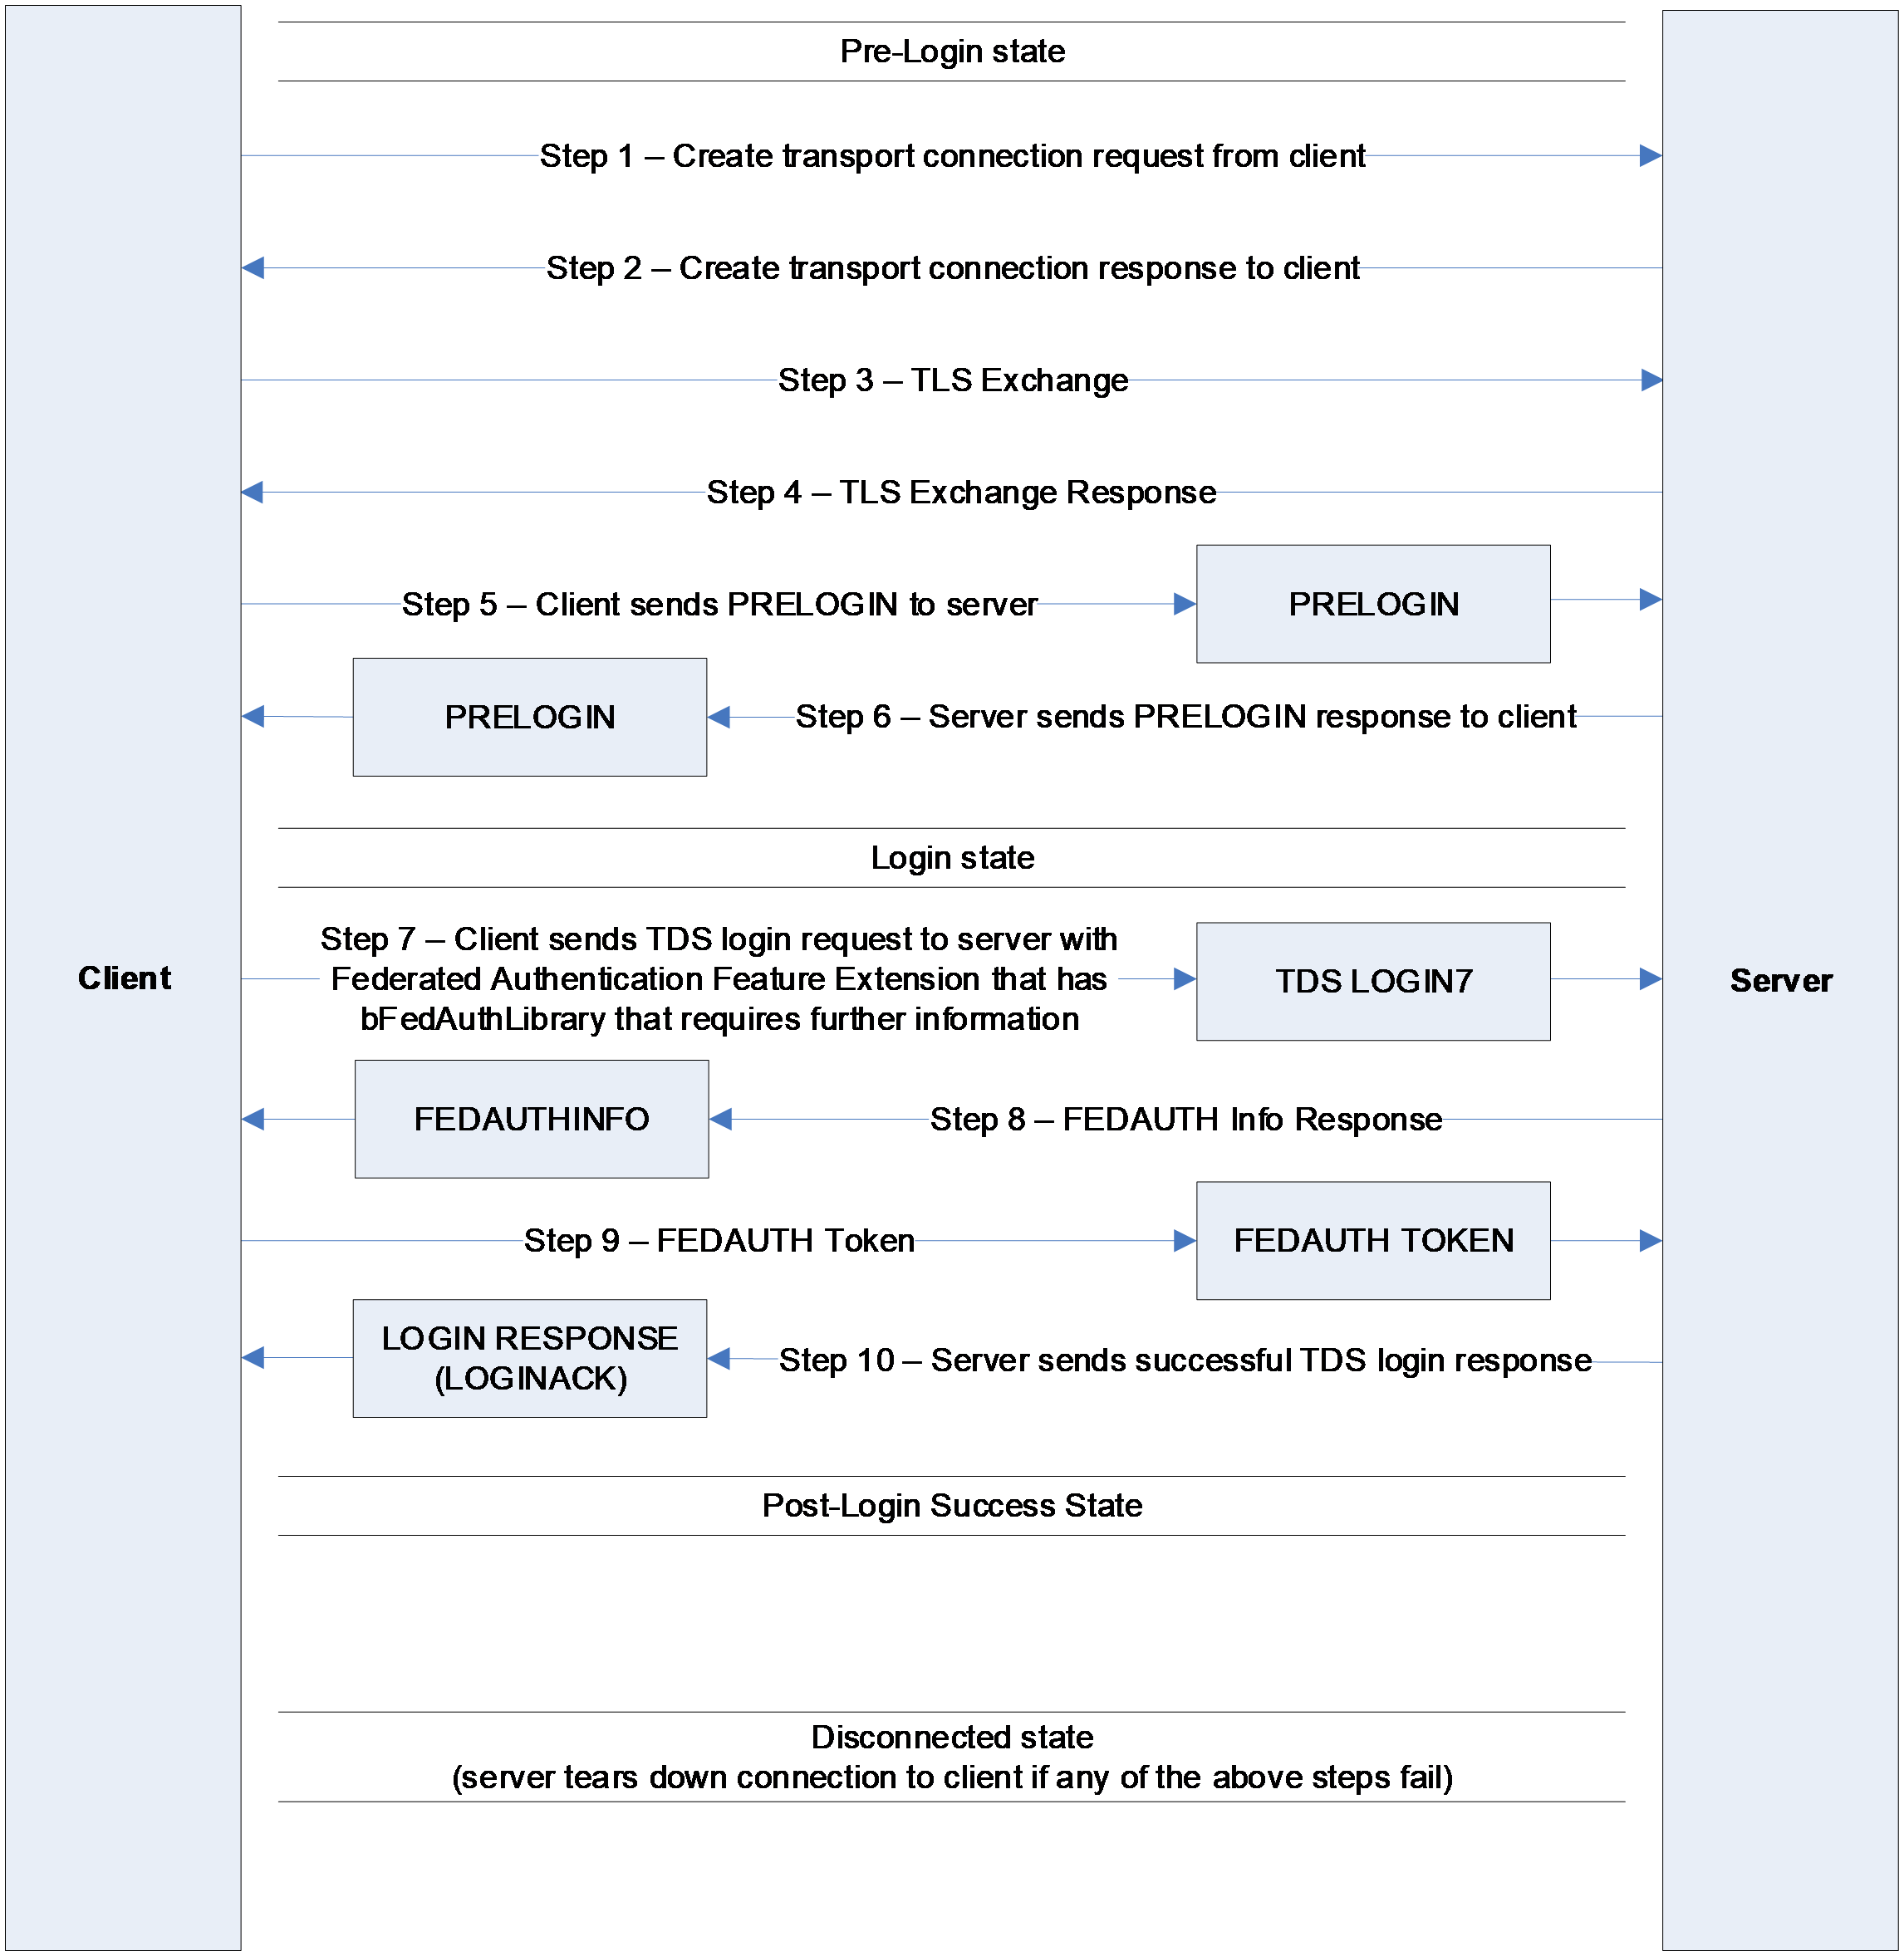 Pre-Login state
Step 1 – Create transport connection request from client
Step 2 – Create transport connection response to client
Step 3 – TLS Exchange
Step 4 – TLS Exchange Response
Step 5 – Client sends PRELOGIN to server
PRELOGIN
PRELOGIN
Step 6 – Server sends PRELOGIN response to client
Login state
Step 7 – Client sends TDS login request to server with
Federated Authentication Feature Extension that has
bFedAuthLibrary that requires further information
TDS LOGIN7
Client
Server
FEDAUTHINFO
Step 8 – FEDAUTH Info Response
Step 9 – FEDAUTH Token
FEDAUTH TOKEN
LOGIN RESPONSE
(LOGINACK)
Step 10 – Server sends successful TDS login response
Post-Login Success State
Disconnected state
(server tears down connection to client if any of the above steps fail)